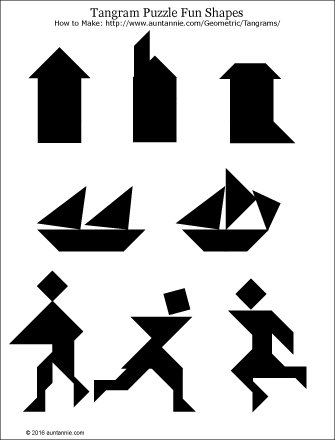 Tangram Puzzle Fun Shapes
How to Make: http://www.auntannie.com/Geometric/Tangrams/
© 2016 auntannie.com